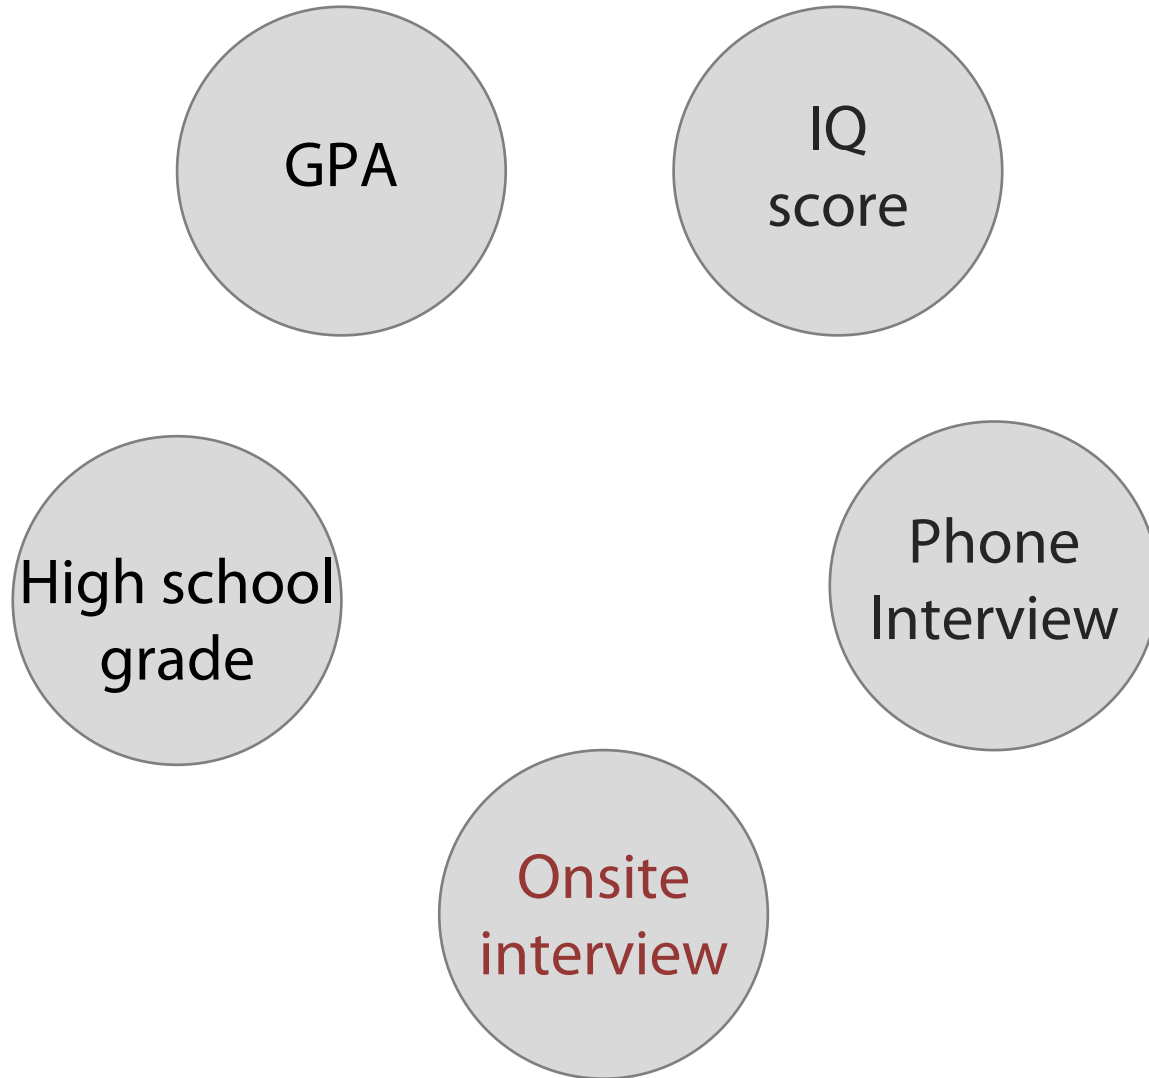 GPA
IQ
score
High school
grade
Phone
Interview
Onsite
interview